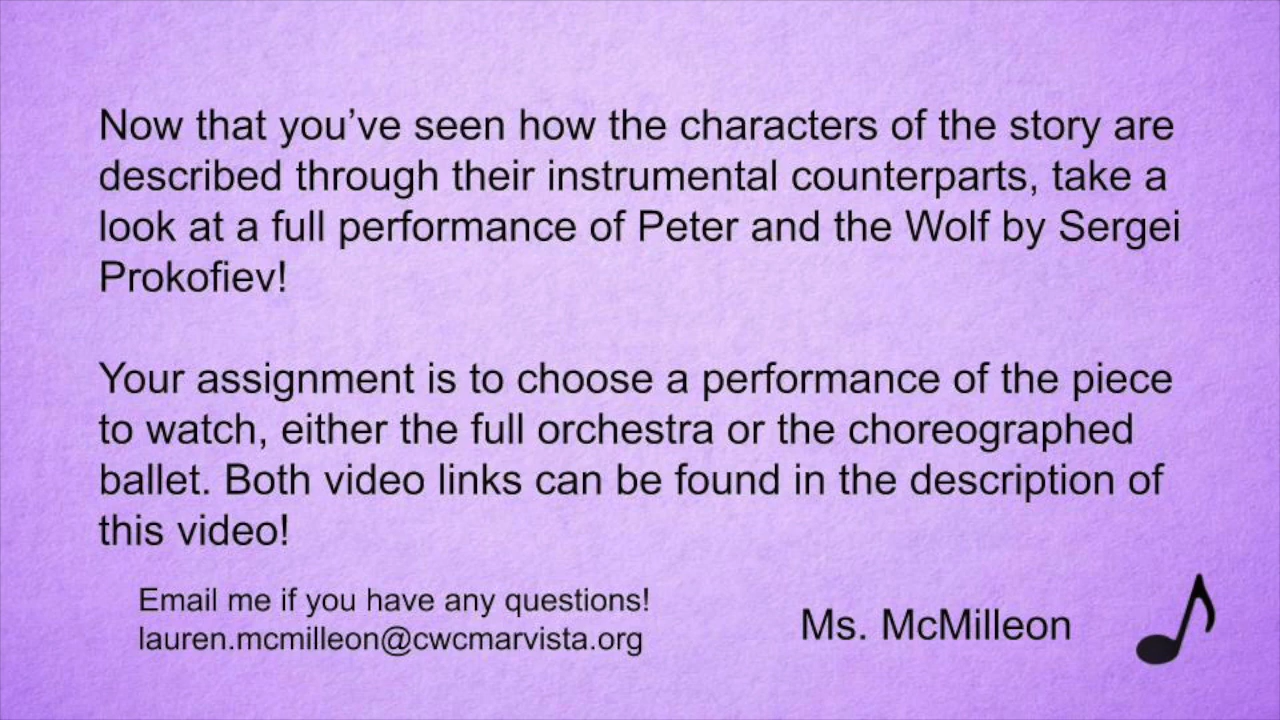 Now that you’ve seen how the characters of the story are
described through their instrumental counterparts, take a
look at a full performance of Peter and the Wolf by Sergei
Prokofiev!
Your assignment is to choose a performance of the piece
to watch, either the full orchestra or the choreographed
ballet. Both video links can be found in the description of
this video!
Email me if you have any questions!
lauren.mcmilleon@cwcmarvista.org
Ms. McMilleon